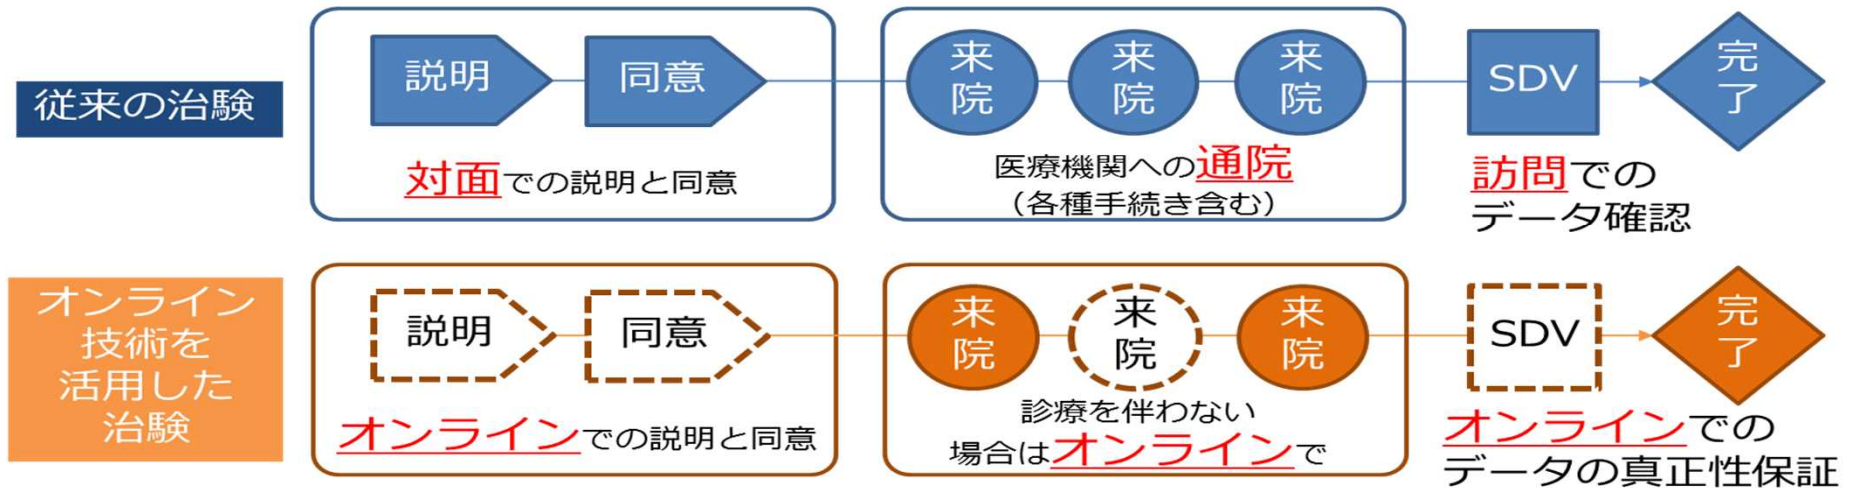 従来の治験
説明
同意
対面での説明と同意
来
院
来
院
来
院
医療機関への通院
（各種手続き含む）
SDV
訪問での
データ確認
完
了
オンライン
技術を
活用した
治験
説明
同意
オンラインでの説明と同意
来
院
来
院
来
院
診療を伴わない
場合はオンラインで
SDV
オンラインでの
データの真正性保証
完
了